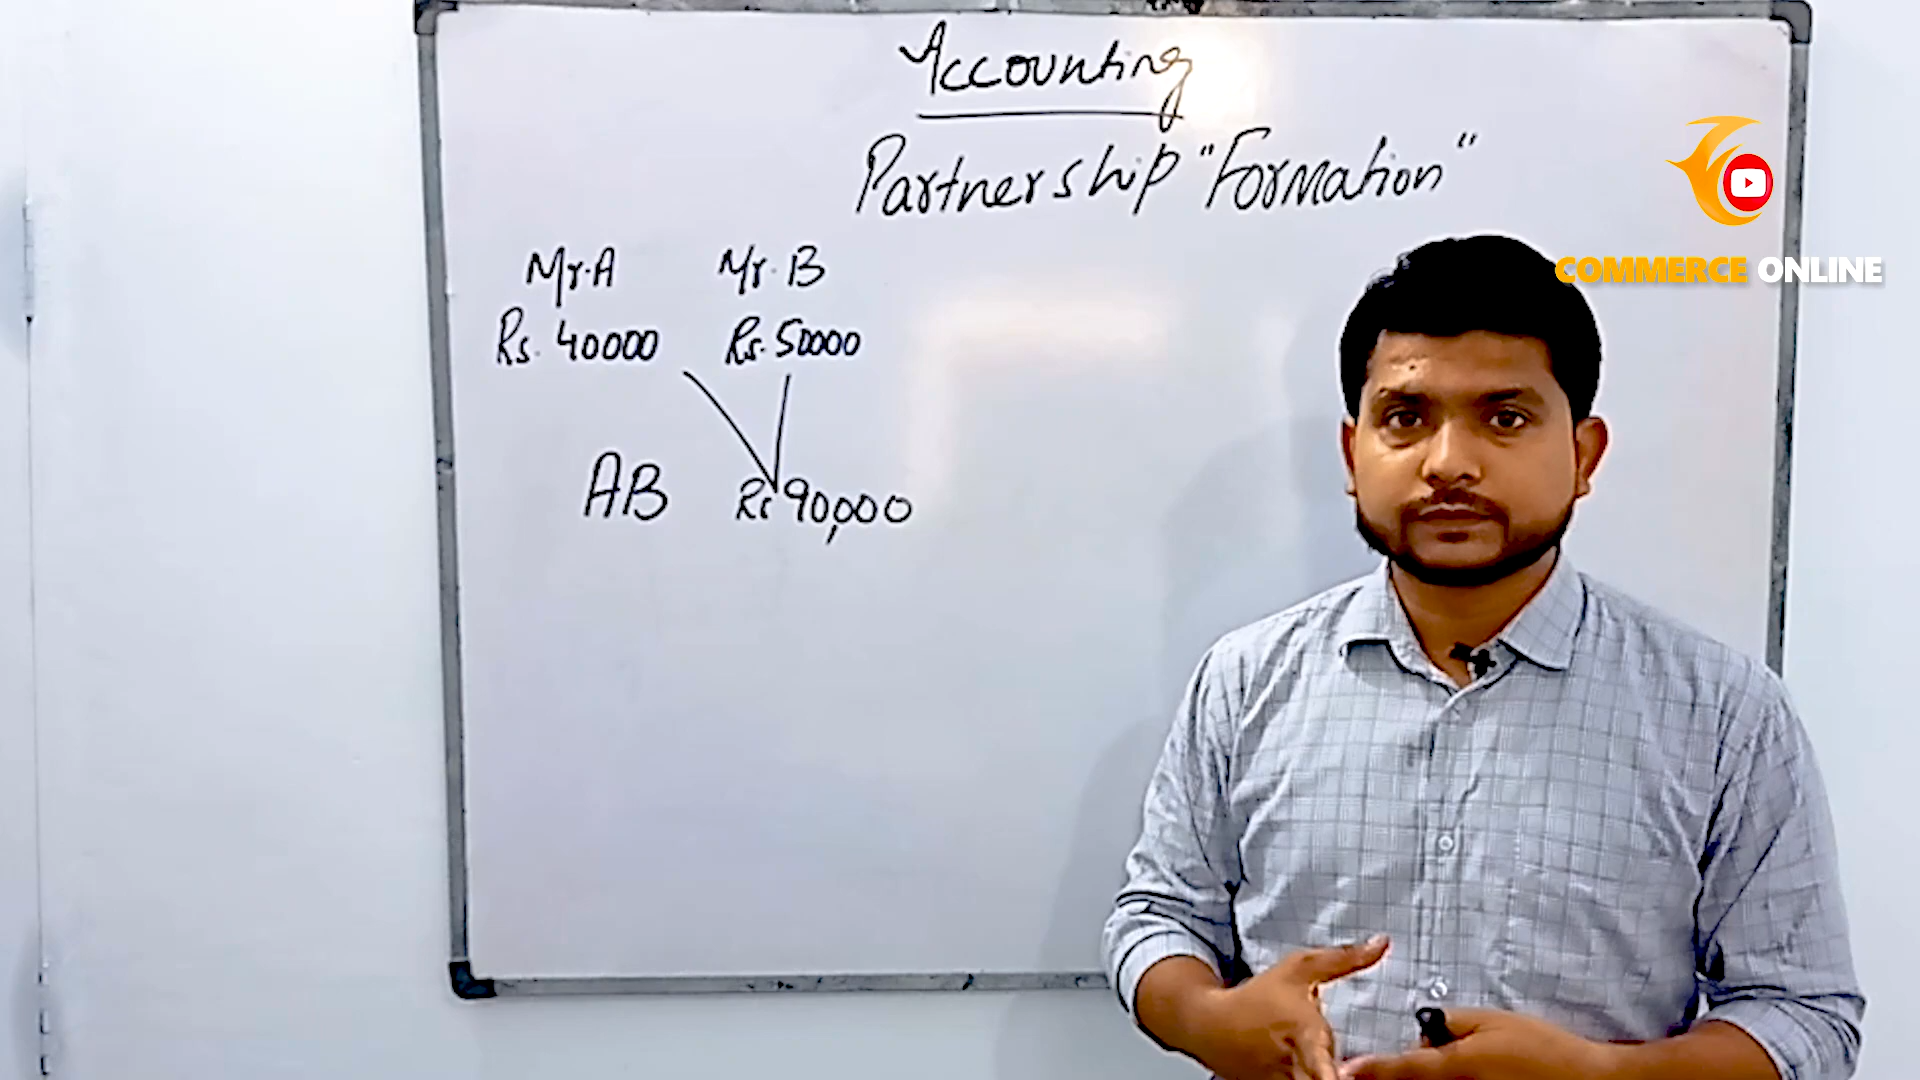 Accounting
Partnership "Formation"
COMMERCE ONLINE
Mr. A Mr. B
Rs. 40000 Rs. 50000
AB Rs 90,000